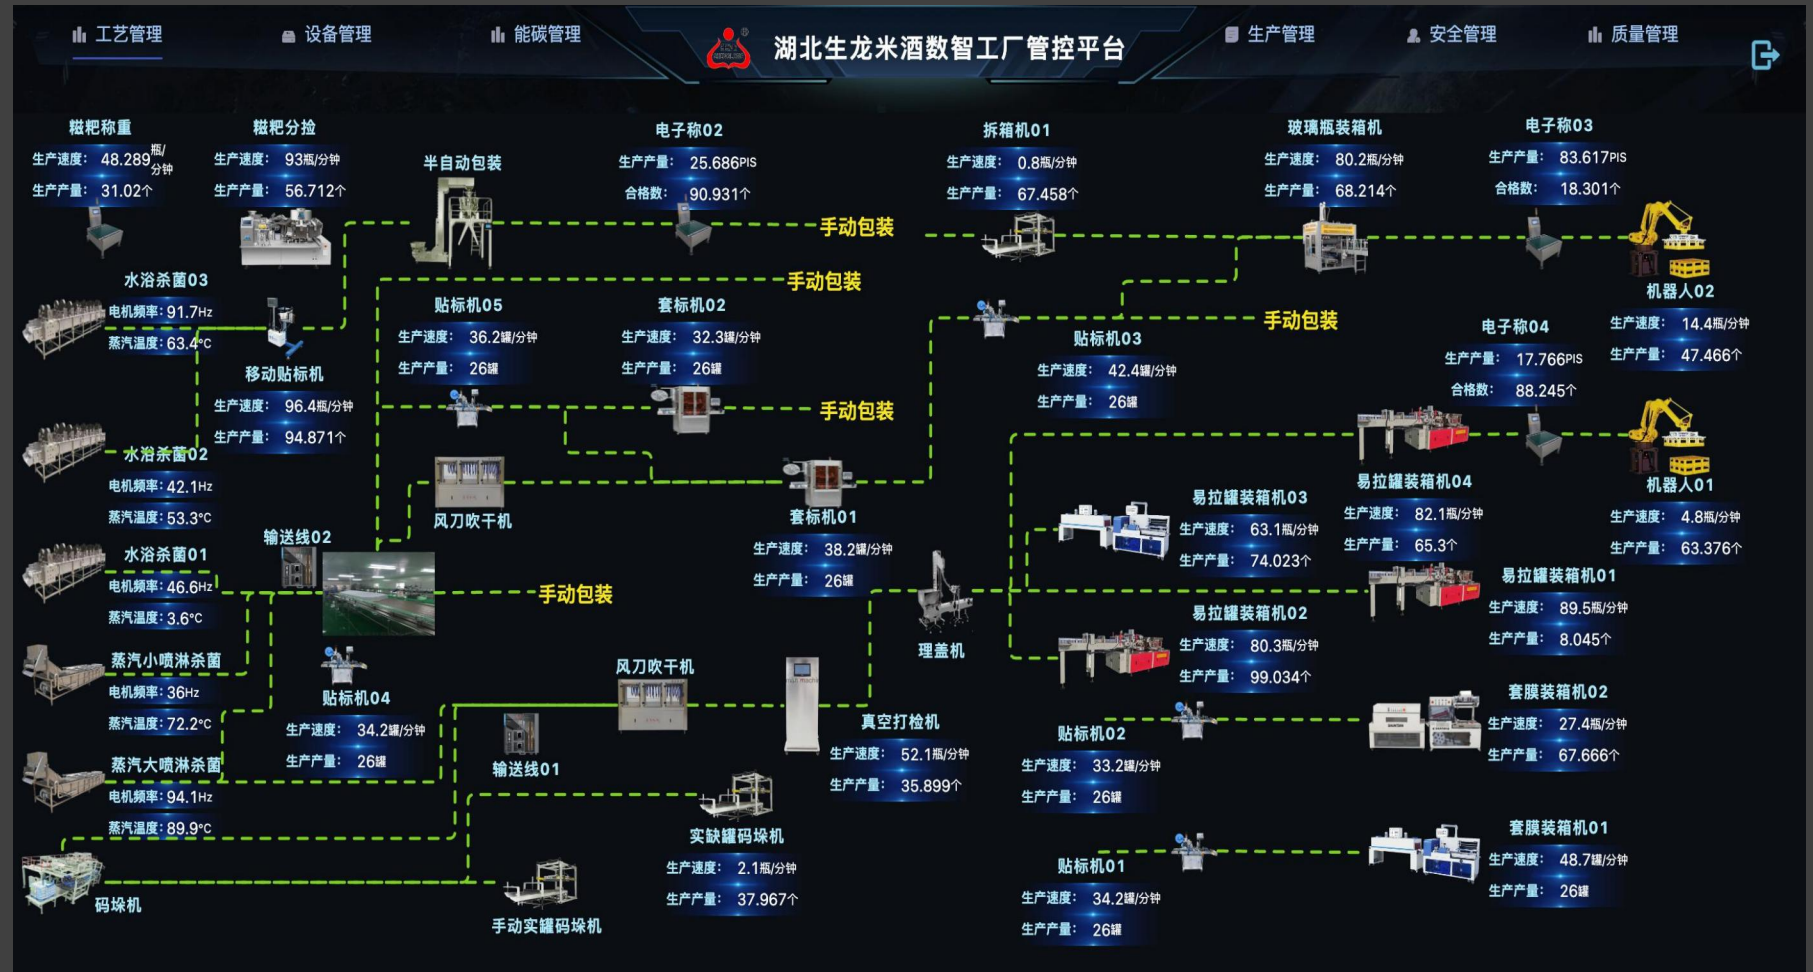 工艺管理
设备管理
能碳管理
湖北生龙米酒数智工厂管控平台
生产管理
安全管理
质量管理
糍粑称重
生产速度： 48.289瓶/分钟
生产产量： 31.02个
糍粑分捡
生产速度： 93瓶/分钟
生产产量： 56.712个
半自动包装
电子称02
生产产量： 25.686PIS
合格数： 90.931个
手动包装
拆箱机01
生产速度： 0.8瓶/分钟
生产产量： 67.458个
玻璃瓶装箱机
生产速度： 80.2瓶/分钟
生产产量： 68.214个
电子称03
生产产量： 83.617PIS
合格数： 18.301个
机器人02
生产速度： 14.4瓶/分钟
生产产量： 47.466个
水浴杀菌03
电机频率：91.7Hz
蒸汽温度：63.4°C
移动贴标机
生产速度： 96.4瓶/分钟
生产产量： 94.871个
手动包装
贴标机05
生产速度： 36.2罐/分钟
生产产量： 26罐
套标机02
生产速度： 32.3罐/分钟
生产产量： 26罐
手动包装
手动包装
贴标机03
生产速度： 42.4罐/分钟
生产产量： 26罐
电子称04
生产产量： 17.766PIS
合格数： 88.245个
机器人01
生产速度： 4.8瓶/分钟
生产产量： 63.376个
水浴杀菌02
电机频率：42.1Hz
蒸汽温度：53.3°C
风刀吹干机
套标机01
生产速度： 38.2罐/分钟
生产产量： 26罐
易拉罐装箱机03
生产速度： 63.1瓶/分钟
生产产量： 74.023个
易拉罐装箱机04
生产速度： 82.1瓶/分钟
生产产量： 65.3个
水浴杀菌01
电机频率：46.6Hz
蒸汽温度：3.6°C
输送线02
手动包装
理盖机
易拉罐装箱机01
生产速度： 89.5瓶/分钟
生产产量： 8.045个
易拉罐装箱机02
生产速度： 80.3瓶/分钟
生产产量： 99.034个
蒸汽小喷淋杀菌
电机频率：36Hz
蒸汽温度：72.2°C
贴标机04
生产速度： 34.2罐/分钟
生产产量： 26罐
风刀吹干机
输送线01
真空打检机
生产速度： 52.1瓶/分钟
生产产量： 35.899个
贴标机02
生产速度： 33.2罐/分钟
生产产量： 26罐
套膜装箱机02
生产速度： 27.4瓶/分钟
生产产量： 67.666个
蒸汽大喷淋杀菌
电机频率：94.1Hz
蒸汽温度：89.9°C
码垛机
手动实罐码垛机
实缺罐码垛机
生产速度： 2.1瓶/分钟
生产产量： 37.967个
贴标机01
生产速度： 34.2罐/分钟
生产产量： 26罐
套膜装箱机01
生产速度： 48.7罐/分钟
生产产量： 26罐